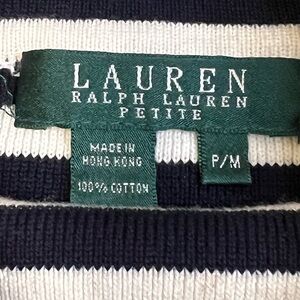 LAUREN
RALPH LAUREN
PETITE
MADE IN
HONG KONG
100% COTTON
P/M